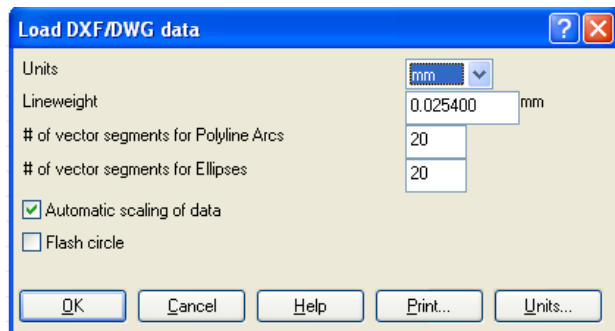 Load DXF/DWG data
Units mm
Lineweight 0.025400 mm
# of vector segments for Polyline Arcs 20
# of vector segments for Ellipses 20
Automatic scaling of data
Flash circle
OK Cancel Help Print... Units...